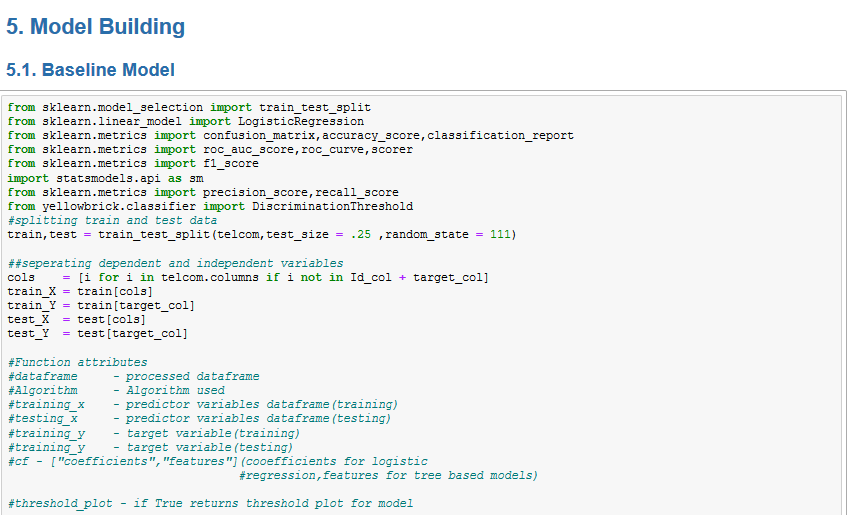 5. Model Building
5.1. Baseline Model
from sklearn.model_selection import train_test_split
from sklearn.linear_model import LogisticRegression
from sklearn.metrics import confusion_matrix,accuracy_score,classification_report
from sklearn.metrics import roc_auc_score,roc_curve,scorer
from sklearn.metrics import f1_score
import statsmodels.api as sm
from sklearn.metrics import precision_score,recall_score
from yellowbrick.classifier import DiscriminationThreshold
#splitting train and test data
train,test = train_test_split(telcom,test_size = .25 ,random_state = 111)
##seperating dependent and independent variables
cols    = [i for i in telcom.columns if i not in Id_col + target_col]
train_X = train[cols]
train_Y = train[target_col]
test_X  = test[cols]
test_Y  = test[target_col]
#Function attributes
#dataframe     - processed dataframe
#Algorithm     - Algorithm used
#training_x    - predictor variables dataframe(training)
#testing_x     - predictor variables dataframe(testing)
#training_y    - target variable(training)
#training_y    - target variable(testing)
#cf - ["coefficients","features"](cooefficients for logistic
#regression,features for tree based models)
#threshold_plot - if True returns threshold plot for model